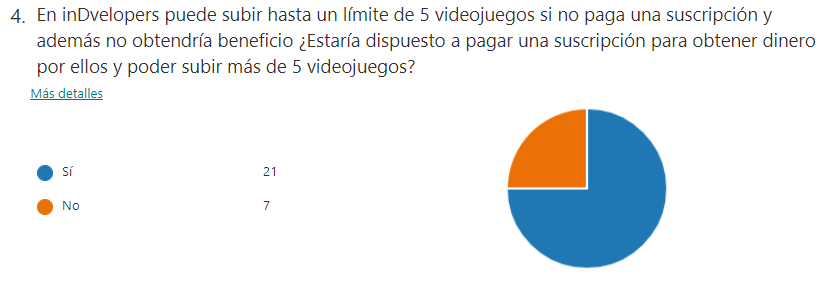 4. En inDvelopers puede subir hasta un límite de 5 videojuegos si no paga una suscripción y
además no obtendría beneficio ¿Estaría dispuesto a pagar una suscripción para obtener dinero
por ellos y poder subir más de 5 videojuegos?
Más detalles
Sí 21
No 7